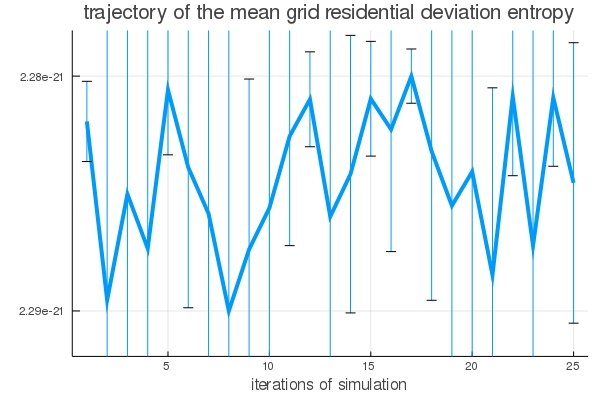 trajectory of the mean grid residential deviation entropy
2.28e-21
2.29e-21
5
10
15
20
25
iterations of simulation